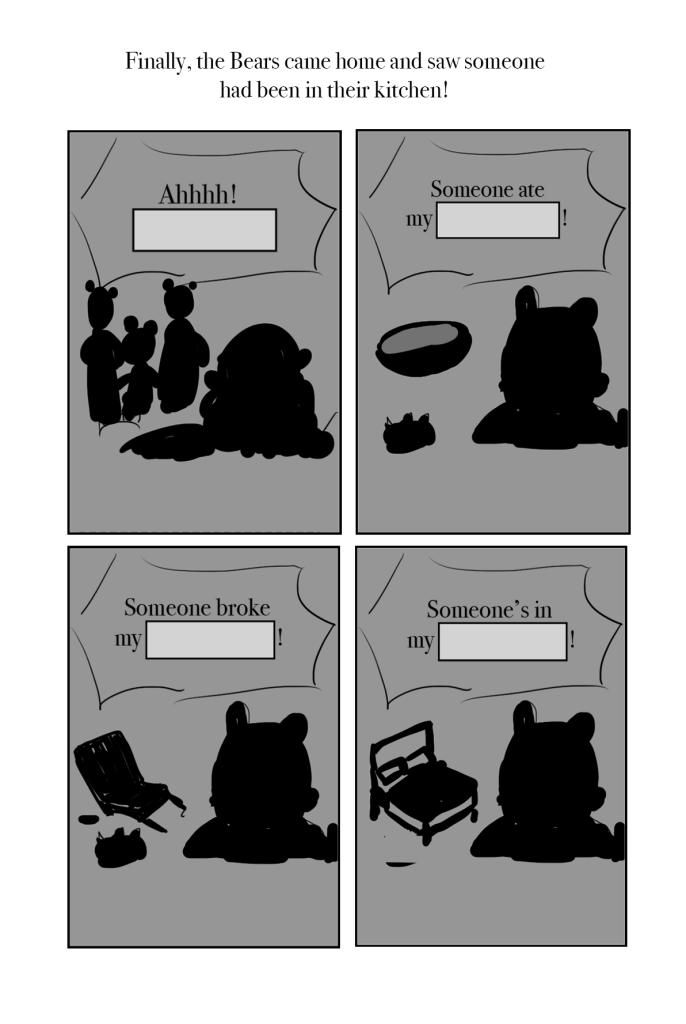 Finally, the Bears came home and saw someone
had been in their kitchen!
Ahhhh!
Someone ate
my !
Someone broke
my !
Someone's in
my !